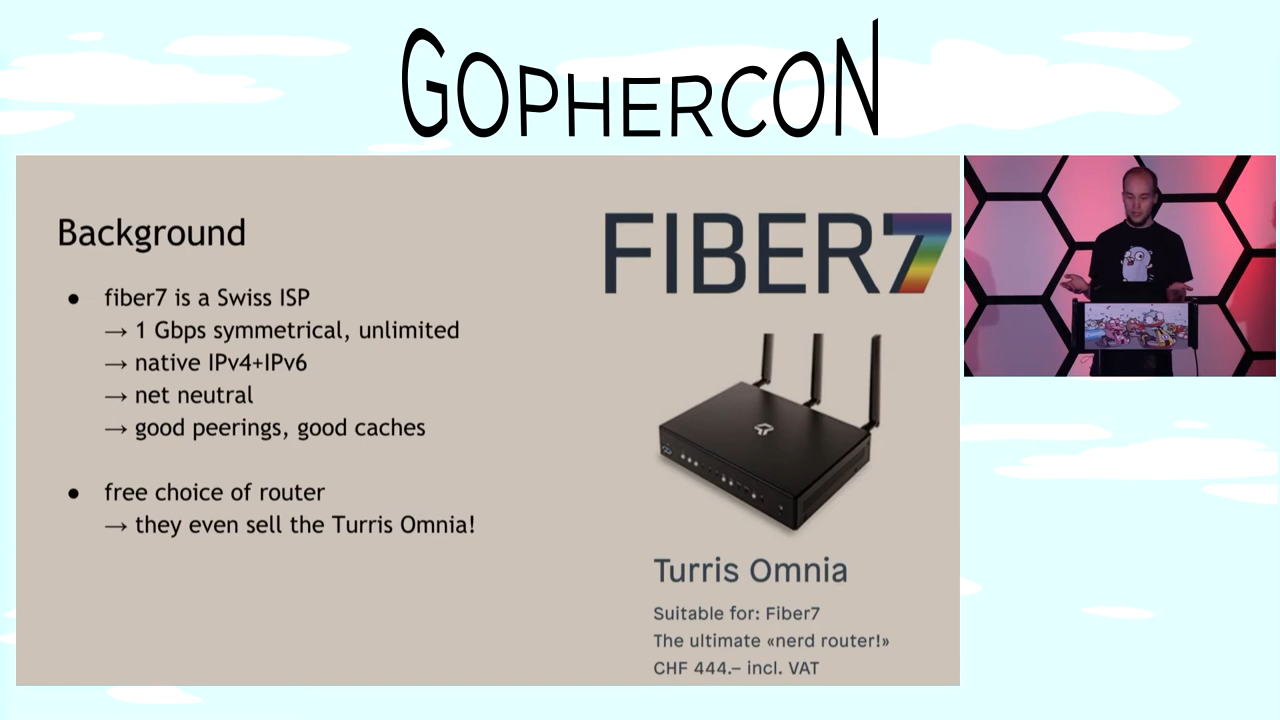 GOPHERCON
Background
● fiber7 is a Swiss ISP
→ 1 Gbps symmetrical, unlimited
→ native IPv4+IPv6
→ net neutral
→ good peerings, good caches
● free choice of router
→ they even sell the Turris Omnia!
FIBER7
Turris Omnia
Suitable for: Fiber7
The ultimate «nerd router!»
CHF 444.– incl. VAT